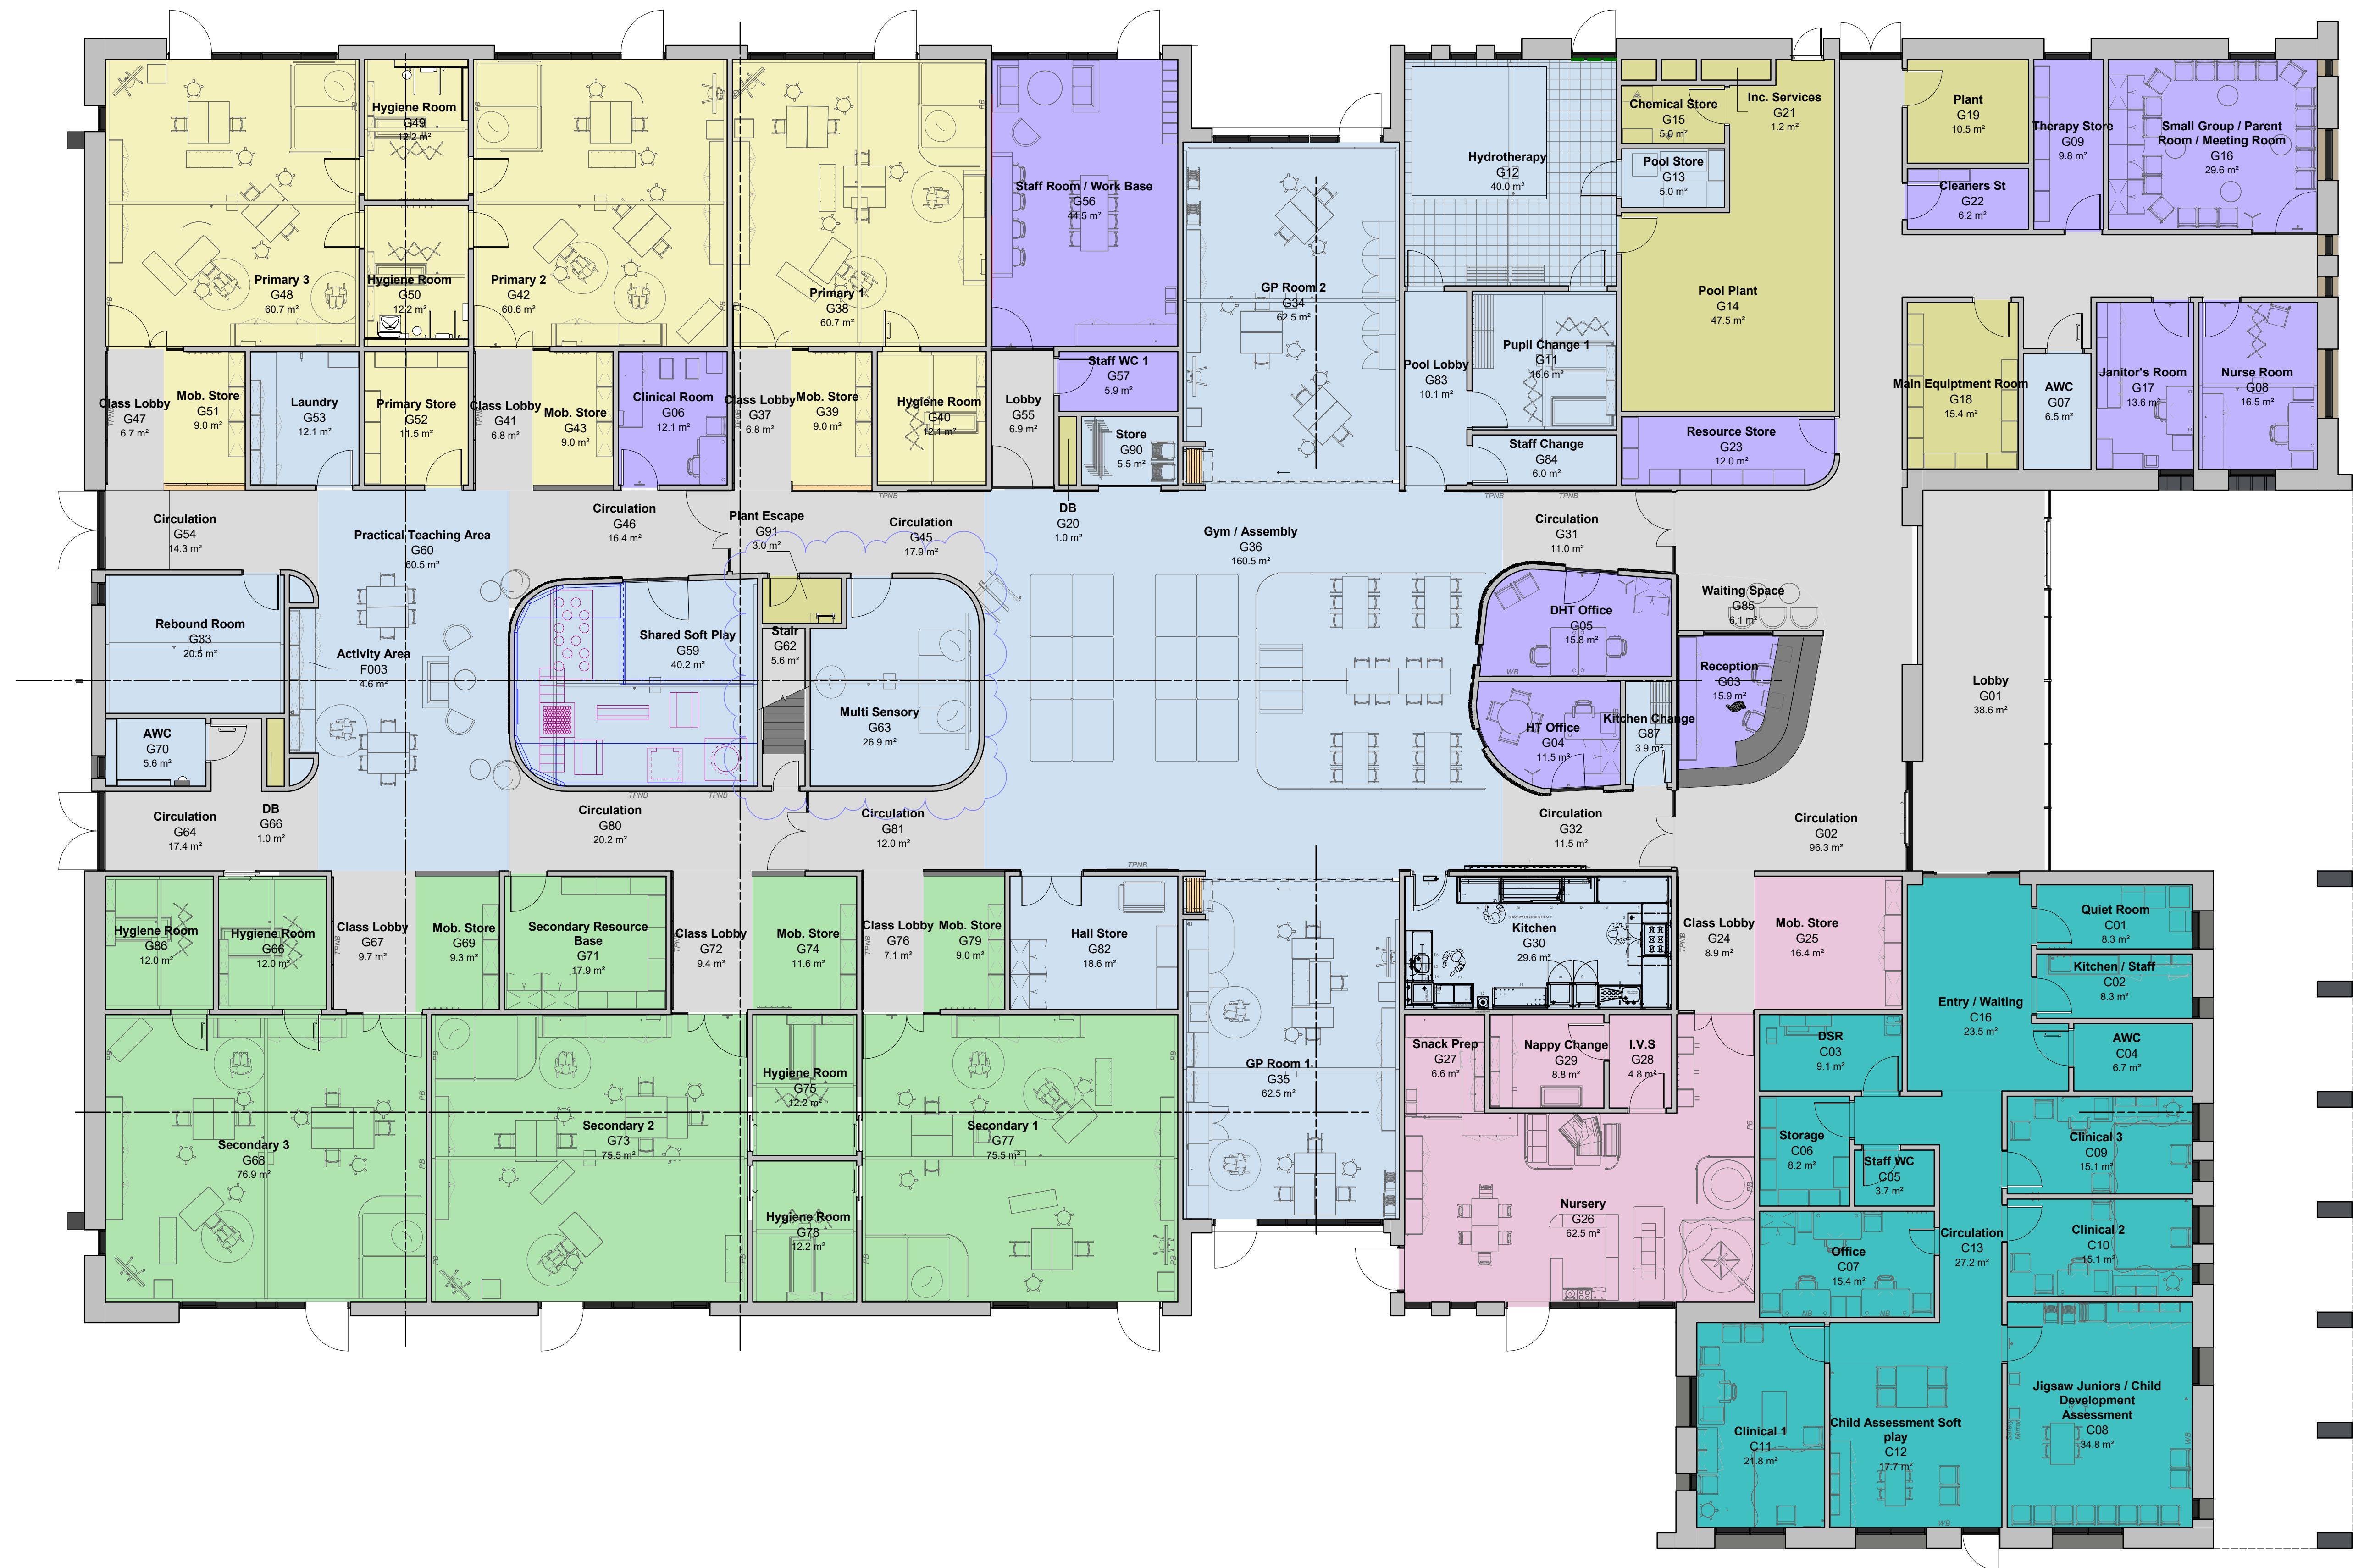 Primary 3
G48
60.7 m²
Hygiene Room
G49
12.2 m²
Hygiene Room
G50
12.2 m²
Primary 2
G42
60.6 m²
Primary 1
G38
60.7 m²
Staff Room / Work Base
G56
44.5 m²
GP Room 2
G34
62.5 m²
Hydrotherapy
G12
40.0 m²
Chemical Store
G15
5.0 m²
Inc. Services
G21
1.2 m²
Pool Store
G13
5.0 m²
Pool Plant
G14
47.5 m²
Plant
G19
10.5 m²
Cleaners St
G22
6.2 m²
Therapy Store
G09
9.8 m²
Small Group / Parent
Room / Meeting Room
G16
29.6 m²
Class Lobby
G47
6.7 m²
Mob. Store
G51
9.0 m²
Laundry
G53
12.1 m²
Primary Store
G52
11.5 m²
Class Lobby
G41
6.8 m²
Mob. Store
G43
9.0 m²
Clinical Room
G06
12.1 m²
Class Lobby
G37
6.8 m²
Mob. Store
G39
9.0 m²
Hygiene Room
G40
12.1 m²
Lobby
G55
6.9 m²
Staff WC 1
G57
5.9 m²
Store
G90
5.5 m²
Pool Lobby
G83
10.1 m²
Pupil Change 1
G11
16.6 m²
Staff Change
G84
6.0 m²
Resource Store
G23
12.0 m²
Main Equiptment Room
G18
15.4 m²
AWC
G07
6.5 m²
Janitor's Room
G17
13.6 m²
Nurse Room
G08
16.5 m²
Circulation
G54
14.3 m²
Practical Teaching Area
G60
60.5 m²
Circulation
G46
16.4 m²
Plant Escape
G91
3.0 m²
Circulation
G45
17.9 m²
DB
G20
1.0 m²
Gym / Assembly
G36
160.5 m²
Circulation
G31
11.0 m²
TPNB
TPNB
TPNB
Rebound Room
G33
20.5 m²
Activity Area
F003
4.6 m²
Shared Soft Play
G59
40.2 m²
Stair
G62
5.6 m²
Multi Sensory
G63
26.9 m²
DHT Office
G05
15.8 m²
WB
HT Office
G04
11.5 m²
Kitchen Change
G87
3.9 m²
Waiting Space
G85
6.1 m²
Reception
G03
15.9 m²
Lobby
G01
38.6 m²
AWC
G70
5.6 m²
DB
G66
1.0 m²
Circulation
G64
17.4 m²
TPNB
TPNB
Circulation
G80
20.2 m²
Circulation
G81
12.0 m²
Circulation
G32
11.5 m²
Circulation
G02
96.3 m²
TPNB
Hygiene Room
G86
12.0 m²
Hygiene Room
G66
12.0 m²
Class Lobby
G67
9.7 m²
Mob. Store
G69
9.3 m²
Secondary Resource
Base
G71
17.9 m²
Class Lobby
G72
9.4 m²
Mob. Store
G74
11.6 m²
Class Lobby
G76
7.1 m²
Mob. Store
G79
9.0 m²
Hall Store
G82
18.6 m²
Kitchen
G30
29.6 m²
Class Lobby
G24
8.9 m²
Mob. Store
G25
16.4 m²
Entry / Waiting
C16
23.5 m²
Quiet Room
C01
8.3 m²
Kitchen / Staff
C02
8.3 m²
AWC
C04
6.7 m²
Secondary 3
G68
76.9 m²
Secondary 2
G73
75.5 m²
Hygiene Room
G75
12.2 m²
Hygiene Room
G78
12.2 m²
Secondary 1
G77
75.5 m²
GP Room 1
G35
62.5 m²
Snack Prep
G27
6.6 m²
Nappy Change
G29
8.8 m²
I.V.S
G28
4.8 m²
Nursery
G26
62.5 m²
DSR
C03
9.1 m²
Storage
C06
8.2 m²
Staff WC
C05
3.7 m²
Clinical 3
C09
15.1 m²
Clinical 2
C10
15.1 m²
Office
C07
15.4 m²
NB
NB
Circulation
C13
27.2 m²
Clinical 1
C11
21.8 m²
Child Assessment Soft
play
C12
17.7 m²
WB
Jigsaw Juniors / Child
Development
Assessment
C08
34.8 m²
WB